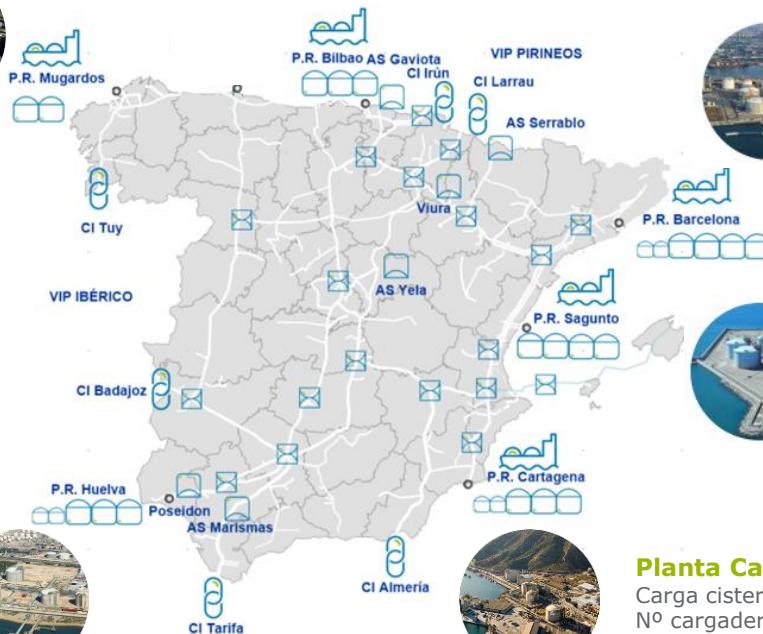 P.R. Mugardos
P.R. Bilbao
AS Gaviota
VIP PIRINEOS
CI Irún
CI Larrau
AS Serrablo
CI Tuy
Viura
P.R. Barcelona
VIP IBÉRICO
AS Yela
P.R. Sagunto
CI Badajoz
P.R. Huelva
Poseidon
AS Marismas
P.R. Cartagena
CI Almería
CI Tarifa
Planta Ca
Carga cister
Nº cargader